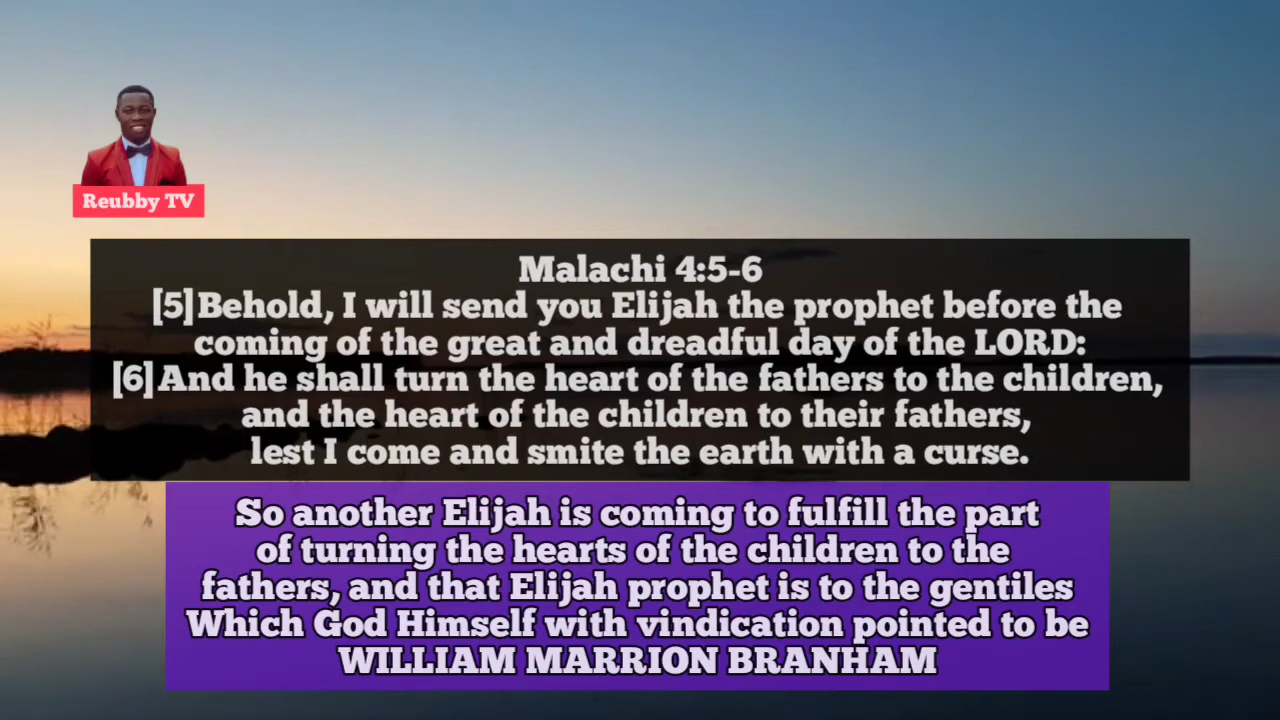 Reubby TV
Malachi 4:5-6
[5]Behold, I will send you Elijah the prophet before the
coming of the great and dreadful day of the LORD:
[6]And he shall turn the heart of the fathers to the children,
and the heart of the children to their fathers,
lest I come and smite the earth with a curse.
So another Elijah is coming to fulfill the part
of turning the hearts of the children to the
fathers, and that Elijah prophet is to the gentiles
Which God Himself with vindication pointed to be
WILLIAM MARRION BRANHAM